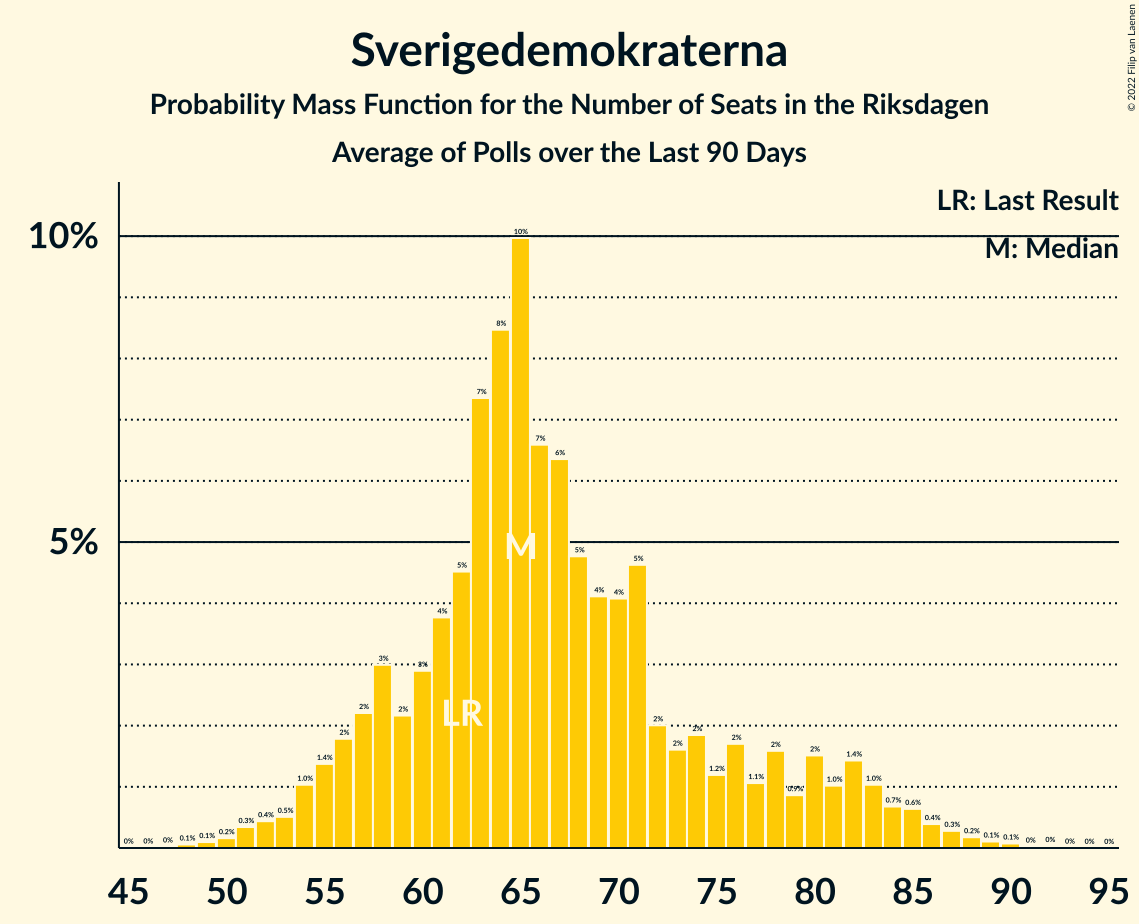 Sverigedemokraterna
Probability Mass Function for the Number of Seats in the Riksdagen
Average of Polls over the Last 90 Days
© 2022 Filip van Laenen
LR: Last Result
M: Median
10%
5%
0% 0% 0% 0.1% 0.1% 0.2% 0.3% 0.4% 0.5% 1.0% 1.4% 2% 2% 3% 2% 3% 4% 5% 7% 8% 10% 7% 6% 5% 4% 4% 5% 2% 2% 2% 1.2% 2% 1.1% 2% 0.9% 2% 1.0% 1.4% 1.0% 0.7% 0.6% 0.4% 0.3% 0.2% 0.1% 0.1% 0% 0% 0% 0% 0%
M
LR
45 50 55 60 65 70 75 80 85 90 95